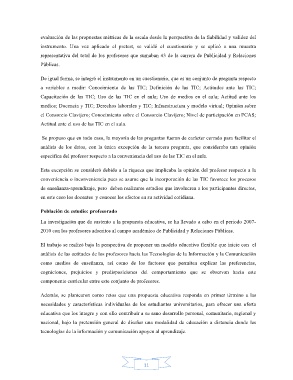 evaluación de las propuestas métricas de la escala desde la perspectiva de la fiabilidad y validez del
instrumento. Una vez aplicado el pretest, se validó el cuestionario y se aplicó a una muestra
representativa del total de los profesores que sumaban 45 de la carrera de Publicidad y Relaciones
Públicas.
De igual forma, se integró el instrumento en un cuestionario, que es un conjunto de pregunta respecto
a variables a medir: Conocimiento de las TIC; Definición de las TIC; Actitudes ante las TIC;
Capacitación de las TIC; Uso de las TIC en el aula; Uso de medios en el aula; Actitud ante los
medios; Docencia y TIC; Derechos laborales y TIC; Infraestructura y modelo virtual; Opinión sobre
el Consorcio Clavijero; Conocimiento sobre el Consorcio Clavijero; Nivel de participación en PCAS;
Actitud ante el uso de las TIC en el aula.
Se propuso que en todo caso, la mayoría de las preguntas fueran de carácter cerrado para facilitar el
análisis de los datos, con la única excepción de la tercera pregunta, que consideraba una opinión
específica del profesor respecto a la conveniencia del uso de las TIC en el aula.
Esta excepción se consideró debido a la riqueza que implicaba la opinión del profesor respecto a la
conveniencia o inconveniencia pues se asume que la incorporación de las TIC favorece los procesos
de enseñanza-aprendizaje, pero deben realizarse estudios que involucren a los participantes directos,
en este caso los docentes y conocer los efectos en su actividad cotidiana.
Población de estudio: profesorado
La investigación que da sustento a la propuesta educativa, se ha llevado a cabo en el periodo 2007-
2010 con los profesores adscritos al campo académico de Publicidad y Relaciones Públicas.
El trabajo se realizó bajo la perspectiva de proponer un modelo educativo flexible que inicie con el
análisis de las actitudes de los profesores hacia las Tecnologías de la Información y la Comunicación
como medios de enseñanza, así como de los factores que permitan explicar las preferencias,
cogniciones, prejuicios y predisposiciones del comportamiento que se observan hacia este
componente curricular entre este conjunto de profesores.
Además, se plantearon como retos que una propuesta educativa responda en primer término a las
necesidades y características individuales de los estudiantes universitarios, para ofrecer una oferta
educativa que los integre y con ello contribuir a su sano desarrollo personal, comunitario, regional y
nacional, bajo la pretensión general de diseñar una modalidad de educación a distancia donde las
tecnologías de la información y comunicación apoyen al aprendizaje.
11